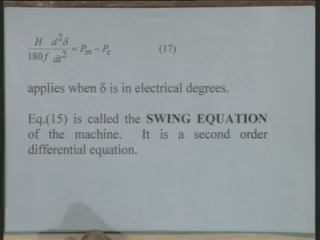 H/180f d²δ/dt² = Pm – Pe (17)
applies when δ is in electrical degrees.
Eq.(15) is called the SWING EQUATION
of the machine. It is a second order
differential equation.